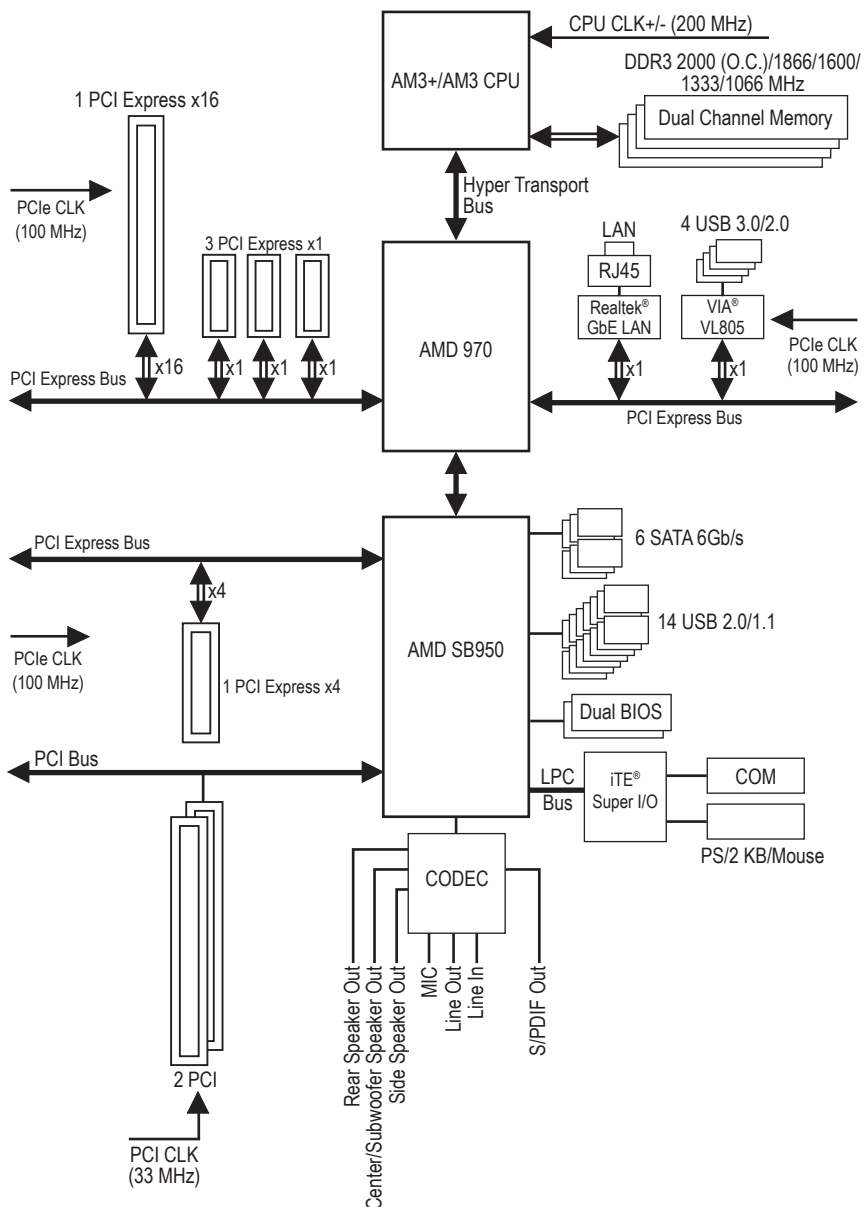 CPU CLK+/- (200 MHz)
AM3+/AM3 CPU
DDR3 2000 (O.C.)/1866/1600/
1333/1066 MHz
Dual Channel Memory
1 PCI Express x16
PCIe CLK
(100 MHz)
Hyper Transport
Bus
3 PCI Express x1
LAN
RJ45
4 USB 3.0/2.0
Realtek®
GbE LAN
VIA®
VL805
PCIe CLK
(100 MHz)
AMD 970
x16
x1
x1
x1
x1
x1
PCI Express Bus
PCI Express Bus
PCI Express Bus
x4
6 SATA 6Gb/s
14 USB 2.0/1.1
AMD SB950
PCIe CLK
(100 MHz)
1 PCI Express x4
Dual BIOS
PCI Bus
LPC
Bus
iTE®
Super I/O
COM
PS/2 KB/Mouse
CODEC
Rear Speaker Out
Center/Subwoofer Speaker Out
Side Speaker Out
MIC
Line Out
Line In
S/PDIF Out
2 PCI
PCI CLK
(33 MHz)